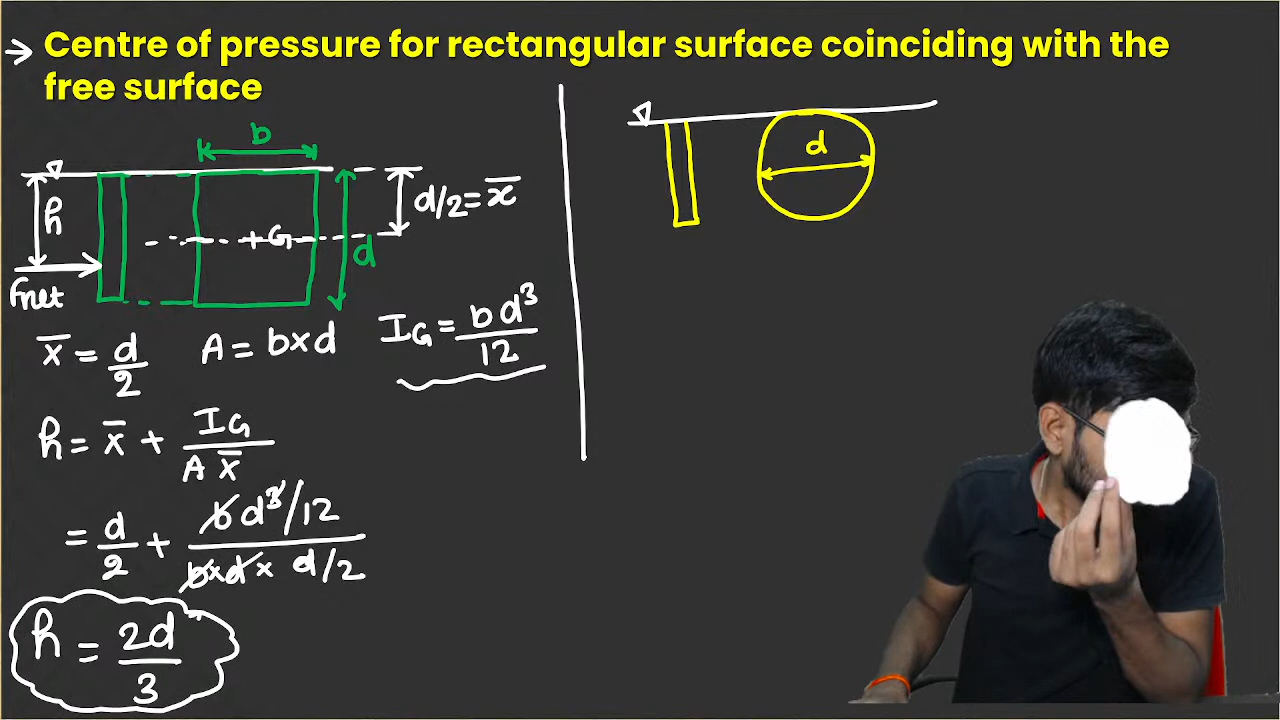 → Centre of pressure for rectangular surface coinciding with the
free surface
b
h
d/2 = x̄
+G
d
Fnet
x̄ = d/2
A = b×d
IG = bd³/12
h = x̄ + IG/A x̄
= d/2 + bd³/12 / b×d× d/2
h = 2d/3
d